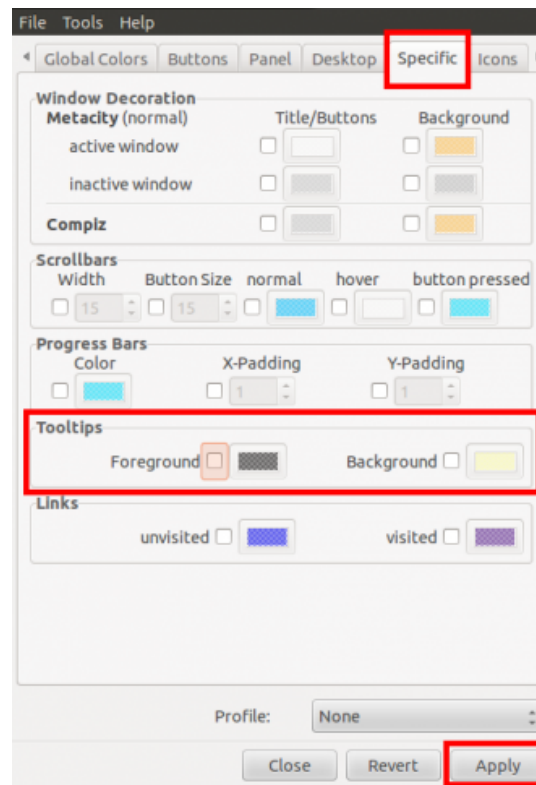 File Tools Help
Global Colors Buttons Panel Desktop Specific Icons
Window Decoration
Metacity (normal) Title/Buttons Background
active window
inactive window
Compiz
Scrollbars
Width Button Size normal hover button pressed
15 15
Progress Bars
Color X-Padding Y-Padding
1 1
Tooltips
Foreground Background
Links
unvisited visited
Profile: None
Close Revert Apply